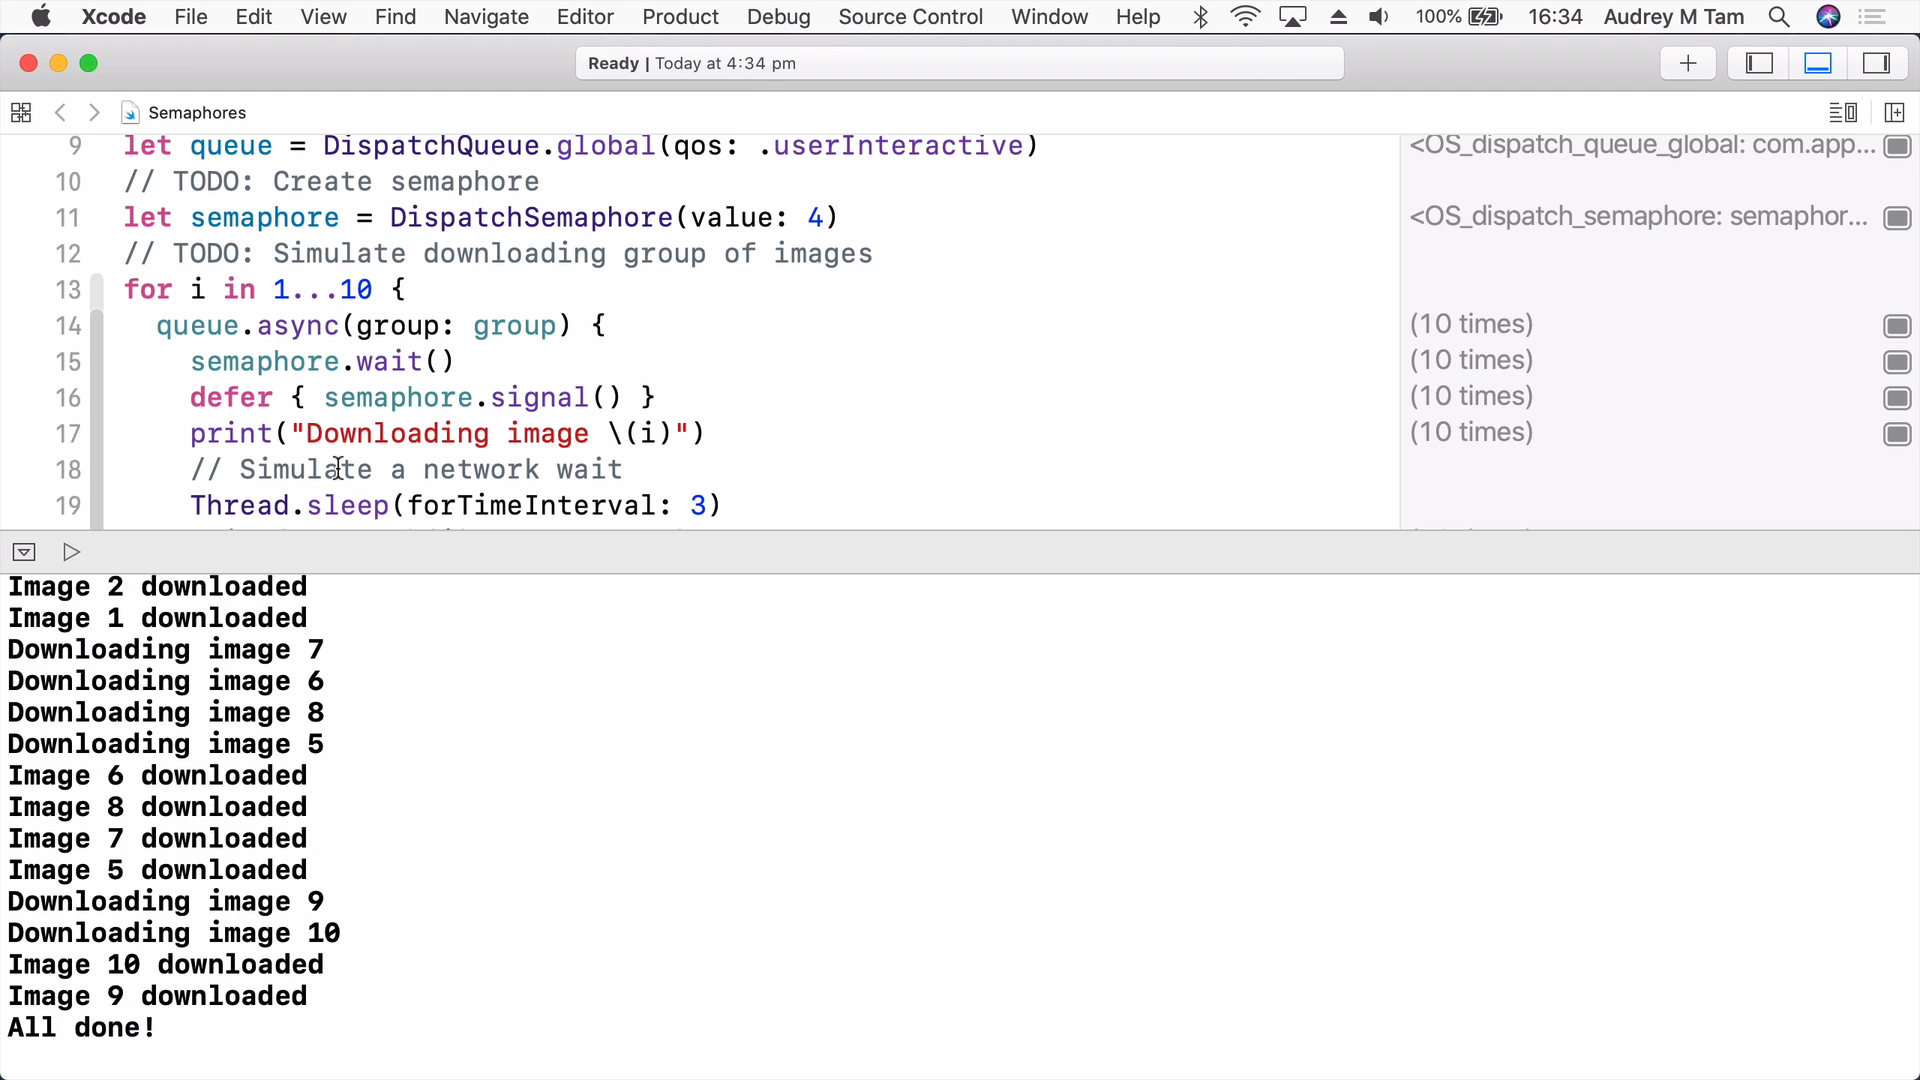 Xcode File Edit View Find Navigate Editor Product Debug Source Control Window Help 100% 16:34 Audrey M Tam
Ready | Today at 4:34 pm
Semaphores
9 let queue = DispatchQueue.global(qos: .userInteractive) <OS_dispatch_queue_global: com.app...
10 // TODO: Create semaphore
11 let semaphore = DispatchSemaphore(value: 4) <OS_dispatch_semaphore: semaphor...
12 // TODO: Simulate downloading group of images
13 for i in 1...10 {
14 queue.async(group: group) { (10 times)
15 semaphore.wait() (10 times)
16 defer { semaphore.signal() } (10 times)
17 print("Downloading image \(i)") (10 times)
18 // Simulate a network wait
19 Thread.sleep(forTimeInterval: 3)
Image 2 downloaded
Image 1 downloaded
Downloading image 7
Downloading image 6
Downloading image 8
Downloading image 5
Image 6 downloaded
Image 8 downloaded
Image 7 downloaded
Image 5 downloaded
Downloading image 9
Downloading image 10
Image 10 downloaded
Image 9 downloaded
All done!